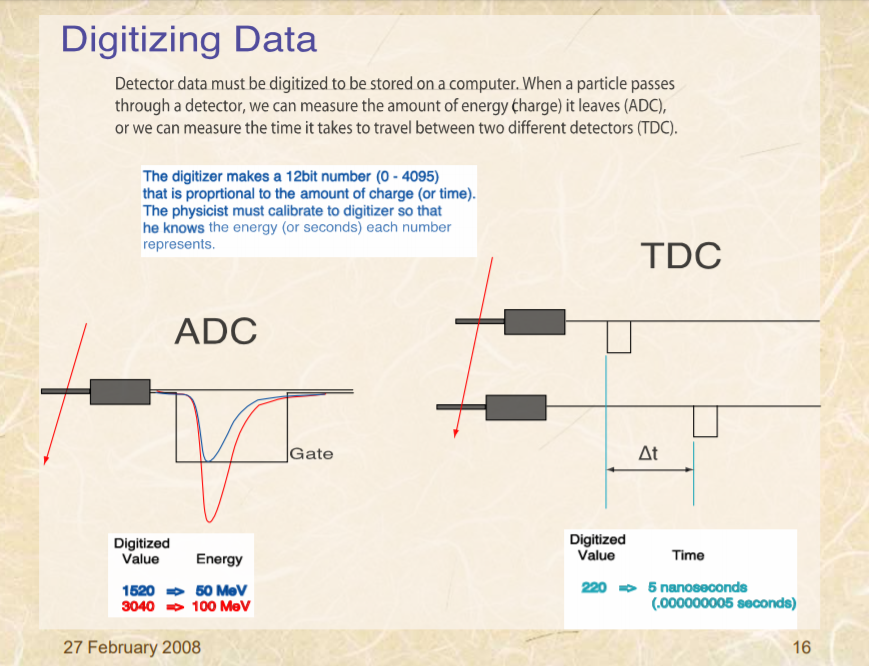 Digitizing Data
Detector data must be digitized to be stored on a computer. When a particle passes
through a detector, we can measure the amount of energy (charge) it leaves (ADC),
or we can measure the time it takes to travel between two different detectors (TDC).
The digitizer makes a 12bit number (0 - 4095)
that is proprtional to the amount of charge (or time).
The physicist must calibrate to digitizer so that
he knows the energy (or seconds) each number
represents.
TDC
ADC
Gate
Δt
Digitized
Value Energy
1520 => 50 MeV
3040 => 100 MeV
Digitized
Value Time
220 => 5 nanoseconds
(.000000005 seconds)
27 February 2008
16